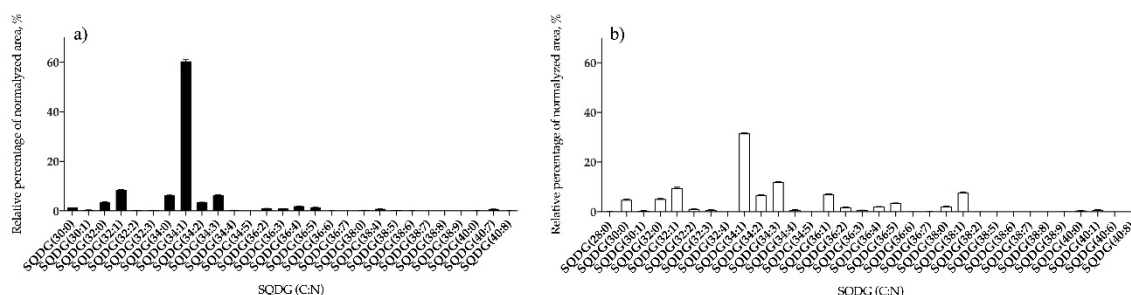 a)
Relative percentage of normalized area, %
60
40
20
0
SQDG(30:0)
SQDG(30:1)
SQDG(32:0)
SQDG(32:1)
SQDG(32:2)
SQDG(32:3)
SQDG(34:0)
SQDG(34:1)
SQDG(34:2)
SQDG(34:3)
SQDG(34:4)
SQDG(34:5)
SQDG(36:2)
SQDG(36:3)
SQDG(36:4)
SQDG(36:5)
SQDG(36:6)
SQDG(36:7)
SQDG(38:4)
SQDG(38:5)
SQDG(38:6)
SQDG(38:7)
SQDG(38:8)
SQDG(38:9)
SQDG(40:0)
SQDG(40:7)
SQDG(40:8)
SQDG (C:N)
b)
Relative percentage of normalized area, %
60
40
20
0
SQDG(28:0)
SQDG(30:0)
SQDG(30:1)
SQDG(32:0)
SQDG(32:1)
SQDG(32:2)
SQDG(32:3)
SQDG(32:4)
SQDG(34:1)
SQDG(34:2)
SQDG(34:3)
SQDG(34:4)
SQDG(34:5)
SQDG(36:1)
SQDG(36:2)
SQDG(36:3)
SQDG(36:4)
SQDG(36:5)
SQDG(36:6)
SQDG(36:7)
SQDG(38:0)
SQDG(38:1)
SQDG(38:2)
SQDG(38:5)
SQDG(38:6)
SQDG(38:7)
SQDG(38:8)
SQDG(38:9)
SQDG(40:0)
SQDG(40:1)
SQDG(40:6)
SQDG(40:8)
SQDG (C:N)